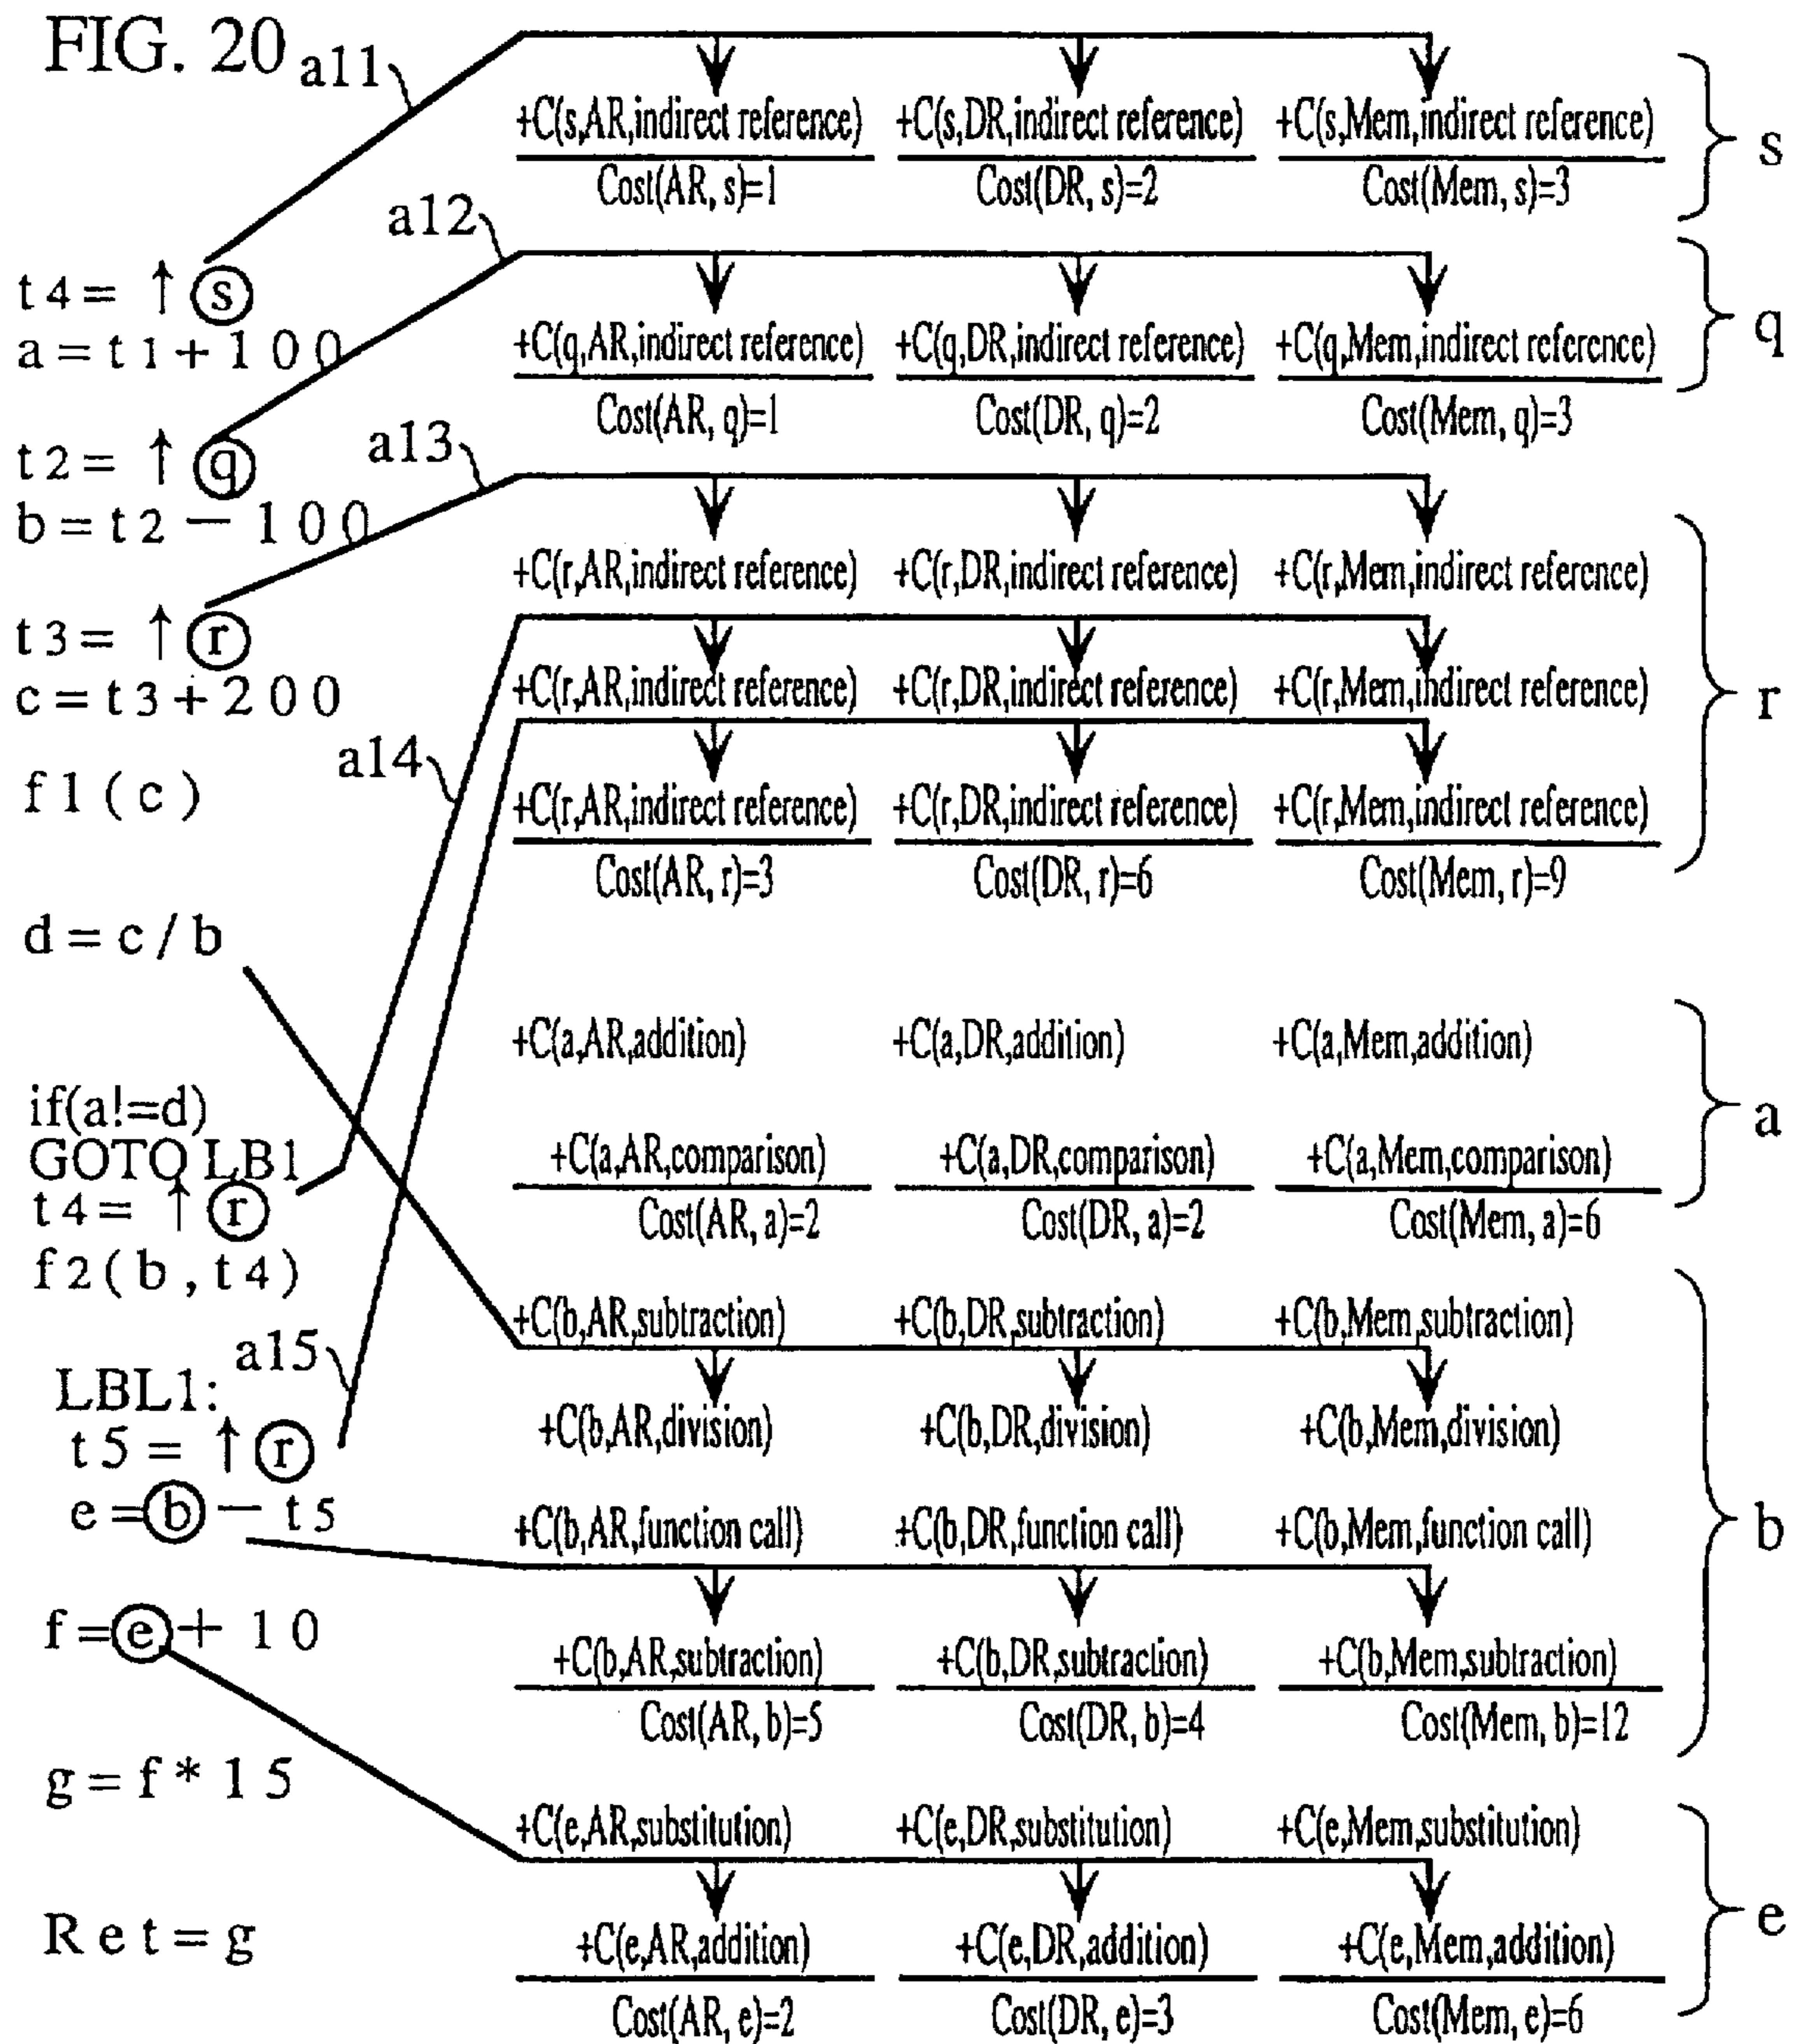 FIG. 20
a11
+C(s,AR,indirect reference) +C(s,DR,indirect reference) +C(s,Mem,indirect reference)
Cost(AR, s)=1 Cost(DR, s)=2 Cost(Mem, s)=3
s
a12
t4= ↑ s
a=t1+100
+C(q,AR,indirect reference) +C(q,DR,indirect reference) +C(q,Mem,indirect reference)
Cost(AR, q)=1 Cost(DR, q)=2 Cost(Mem, q)=3
q
t2= ↑ q
b=t2－100
a13
+C(r,AR,indirect reference) +C(r,DR,indirect reference) +C(r,Mem,indirect reference)
t3= ↑ r
c=t3+200
+C(r,AR,indirect reference) +C(r,DR,indirect reference) +C(r,Mem,indirect reference)
r
a14
f1(c)
+C(r,AR,indirect reference) +C(r,DR,indirect reference) +C(r,Mem,indirect reference)
Cost(AR, r)=3 Cost(DR, r)=6 Cost(Mem, r)=9
d=c/b
+C(a,AR,addition) +C(a,DR,addition) +C(a,Mem,addition)
if(a!=d)
GOTO LB1
a
+C(a,AR,comparison) +C(a,DR,comparison) +C(a,Mem,comparison)
Cost(AR, a)=2 Cost(DR, a)=2 Cost(Mem, a)=6
t4= ↑ r
f2(b,t4)
+C(b,AR,subtraction) +C(b,DR,subtraction) +C(b,Mem,subtraction)
a15
LBL1:
t5= ↑ r
+C(b,AR,division) +C(b,DR,division) +C(b,Mem,division)
e=b－t5
+C(b,AR,function call) +C(b,DR,function call) +C(b,Mem,function call)
b
f=e+10
+C(b,AR,subtraction) +C(b,DR,subtraction) +C(b,Mem,subtraction)
Cost(AR, b)=5 Cost(DR, b)=4 Cost(Mem, b)=12
g=f*15
+C(e,AR,substitution) +C(e,DR,substitution) +C(e,Mem,substitution)
e
Ret=g
+C(e,AR,addition) +C(e,DR,addition) +C(e,Mem,addition)
Cost(AR, e)=2 Cost(DR, e)=3 Cost(Mem, e)=6